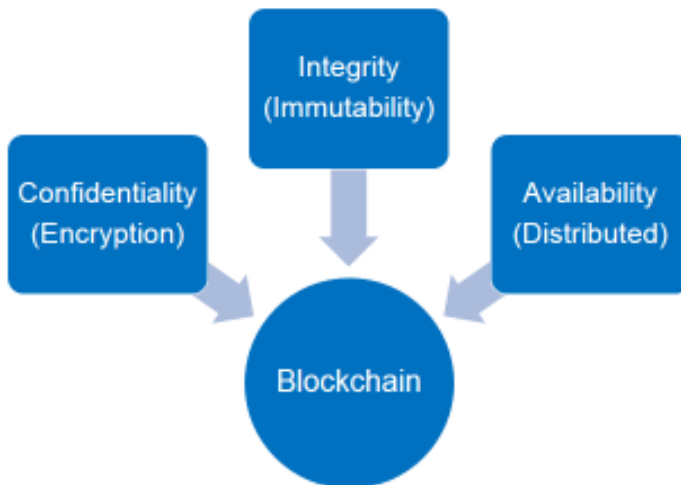 Integrity
(Immutability)
Confidentiality
(Encryption)
Availability
(Distributed)
Blockchain